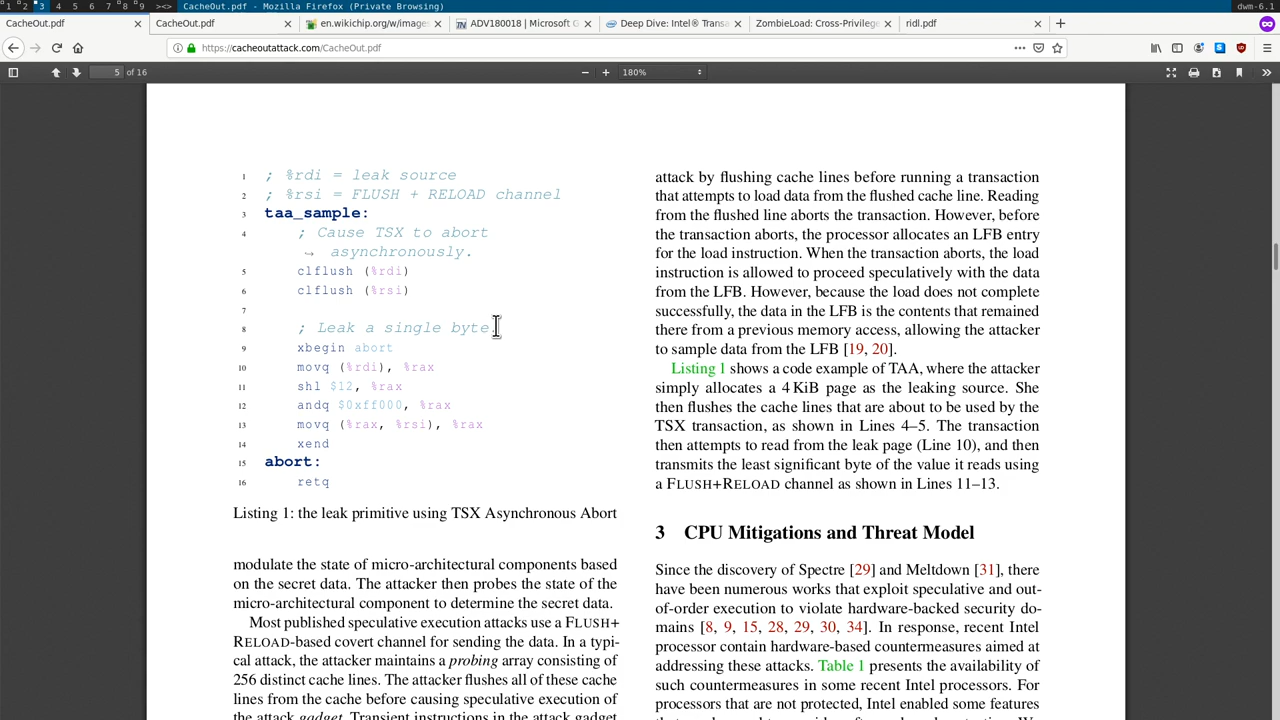 1 2 3 4 5 6 7 8 9 ><> CacheOut.pdf - Mozilla Firefox (Private Browsing) dwm-6.1
CacheOut.pdf × CacheOut.pdf × en.wikichip.org/w/image × ADV180018 | Microsoft G × Deep Dive: Intel® Transa × ZombieLoad: Cross-Privilege × ridl.pdf × +
https://cacheoutattack.com/CacheOut.pdf
5 of 16 − + 180%
1 ; %rdi = leak source
2 ; %rsi = FLUSH + RELOAD channel
3 taa_sample:
4 ; Cause TSX to abort
↪ asynchronously.
5 clflush (%rdi)
6 clflush (%rsi)
7
8 ; Leak a single byte.
9 xbegin abort
10 movq (%rdi), %rax
11 shl $12, %rax
12 andq $0xff000, %rax
13 movq (%rax, %rsi), %rax
14 xend
15 abort:
16 retq
Listing 1: the leak primitive using TSX Asynchronous Abort
modulate the state of micro-architectural components based
on the secret data. The attacker then probes the state of the
micro-architectural component to determine the secret data.
Most published speculative execution attacks use a FLUSH+
RELOAD-based covert channel for sending the data. In a typi-
cal attack, the attacker maintains a probing array consisting of
256 distinct cache lines. The attacker flushes all of these cache
lines from the cache before causing speculative execution of
the attack gadget. Transient instructions in the attack gadget
attack by flushing cache lines before running a transaction
that attempts to load data from the flushed cache line. Reading
from the flushed line aborts the transaction. However, before
the transaction aborts, the processor allocates an LFB entry
for the load instruction. When the transaction aborts, the load
instruction is allowed to proceed speculatively with the data
from the LFB. However, because the load does not complete
successfully, the data in the LFB is the contents that remained
there from a previous memory access, allowing the attacker
to sample data from the LFB [19, 20].
Listing 1 shows a code example of TAA, where the attacker
simply allocates a 4 KiB page as the leaking source. She
then flushes the cache lines that are about to be used by the
TSX transaction, as shown in Lines 4–5. The transaction
then attempts to read from the leak page (Line 10), and then
transmits the least significant byte of the value it reads using
a FLUSH+RELOAD channel as shown in Lines 11–13.
3 CPU Mitigations and Threat Model
Since the discovery of Spectre [29] and Meltdown [31], there
have been numerous works that exploit speculative and out-
of-order execution to violate hardware-backed security do-
mains [8, 9, 15, 28, 29, 30, 34]. In response, recent Intel
processor contain hardware-based countermeasures aimed at
addressing these attacks. Table 1 presents the availability of
such countermeasures in some recent Intel processors. For
processors that are not protected, Intel enabled some features